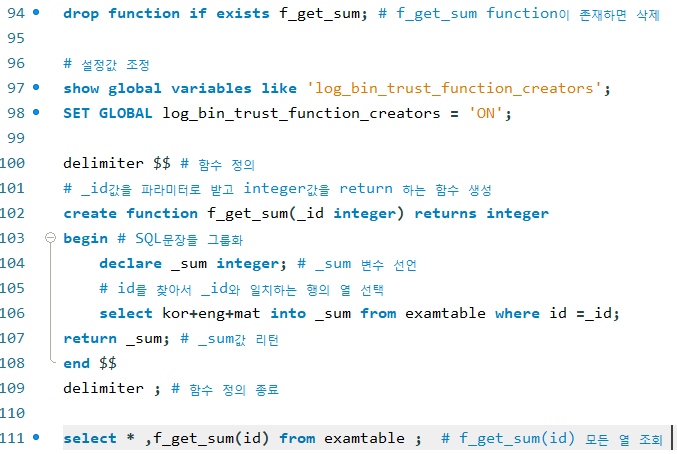 94 drop function if exists f_get_sum; # f_get_sum function이 존재하면 삭제
95
96 # 설정값 조정
97 show global variables like 'log_bin_trust_function_creators';
98 SET GLOBAL log_bin_trust_function_creators = 'ON';
99
100 delimiter $$ # 함수 정의
101 # _id값을 파라미터로 받고 integer값을 return 하는 함수 생성
102 create function f_get_sum(_id integer) returns integer
103 begin # SQL문장들 그룹화
104 declare _sum integer; # _sum 변수 선언
105 # id를 찾아서 _id와 일치하는 행의 열 선택
106 select kor+eng+mat into _sum from examtable where id =_id;
107 return _sum; # _sum값 리턴
108 end $$
109 delimiter ; # 함수 정의 종료
110
111 select * ,f_get_sum(id) from examtable ; # f_get_sum(id) 모든 열 조회